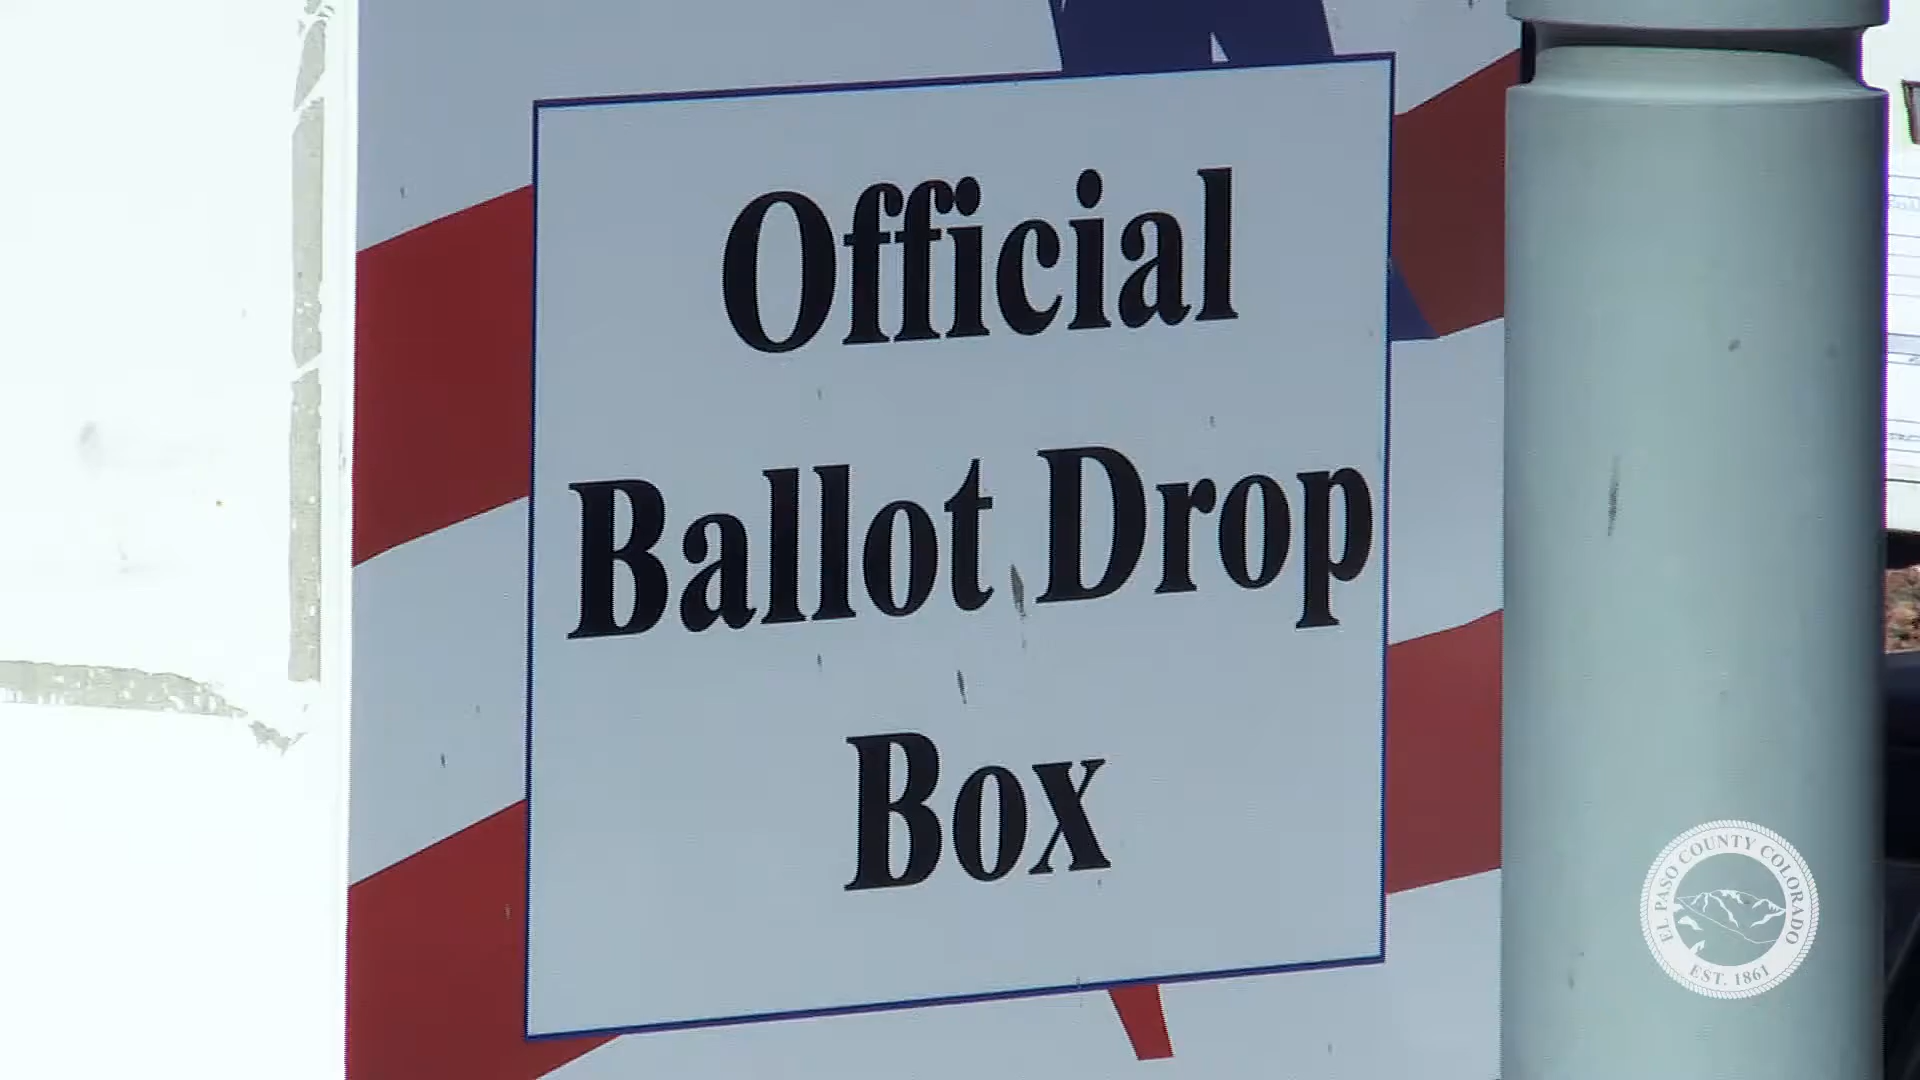 Official
Ballot Drop
Box
EL PASO COUNTY COLORADO
EST. 1861